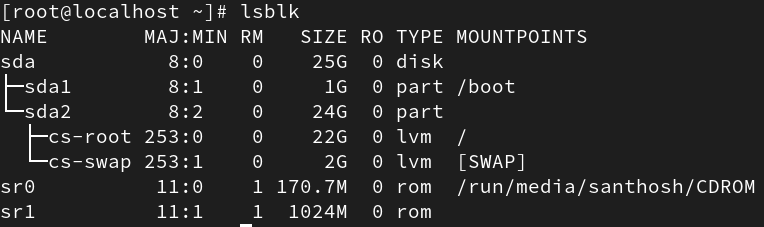 [root@localhost ~]# lsblk
NAME        MAJ:MIN RM   SIZE RO TYPE MOUNTPOINTS
sda           8:0    0    25G  0 disk
├─sda1        8:1    0     1G  0 part /boot
└─sda2        8:2    0    24G  0 part
  ├─cs-root 253:0    0    22G  0 lvm  /
  └─cs-swap 253:1    0     2G  0 lvm  [SWAP]
sr0          11:0    1 170.7M  0 rom  /run/media/santhosh/CDROM
sr1          11:1    1  1024M  0 rom